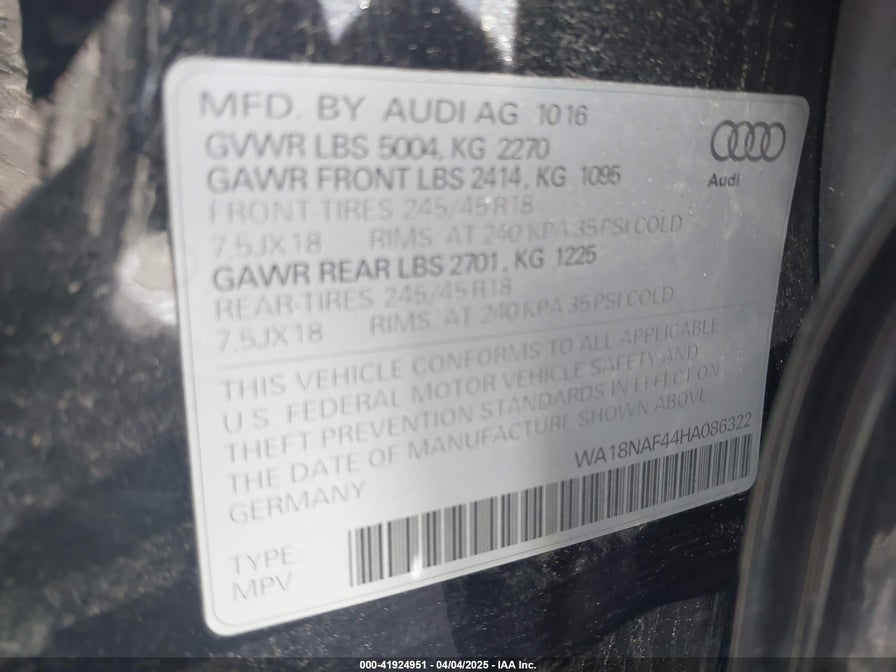 MFD. BY AUDI AG 10 16
GVWR LBS 5004, KG 2270
GAWR FRONT LBS 2414, KG 1095
FRONT-TIRES 245/45 R18
7,5JX18 RIMS, AT 240 KPA 35 PSI COLD
GAWR REAR LBS 2701, KG 1225
REAR-TIRES 245/45 R18
7,5JX18 RIMS, AT 240 KPA 35 PSI COLD
Audi
THIS VEHICLE CONFORMS TO ALL APPLICABLE
U.S. FEDERAL MOTOR VEHICLE SAFETY AND
THEFT PREVENTION STANDARDS IN EFFECT ON
THE DATE OF MANUFACTURE SHOWN ABOVE
GERMANY
WA18NAF44HA086322
TYPE:
MPV
000-41924951 - 04/04/2025 - IAA Inc.